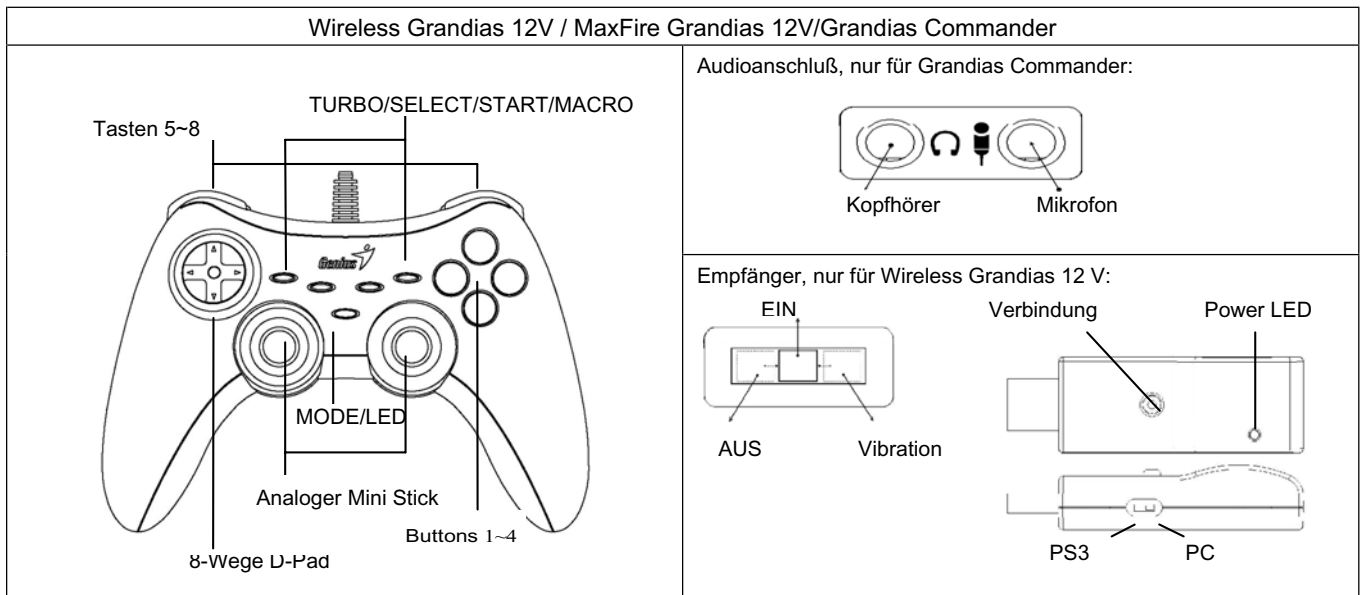 Wireless Grandias 12V / MaxFire Grandias 12V/Grandias Commander
TURBO/SELECT/START/MACRO
Tasten 5~8
Genius
MODE/LED
Analoger Mini Stick
Buttons 1~4
8-Wege D-Pad
Audioanschluß, nur für Grandias Commander:
Kopfhörer
Mikrofon
Empfänger, nur für Wireless Grandias 12 V:
EIN
Verbindung
Power LED
AUS
Vibration
PS3
PC